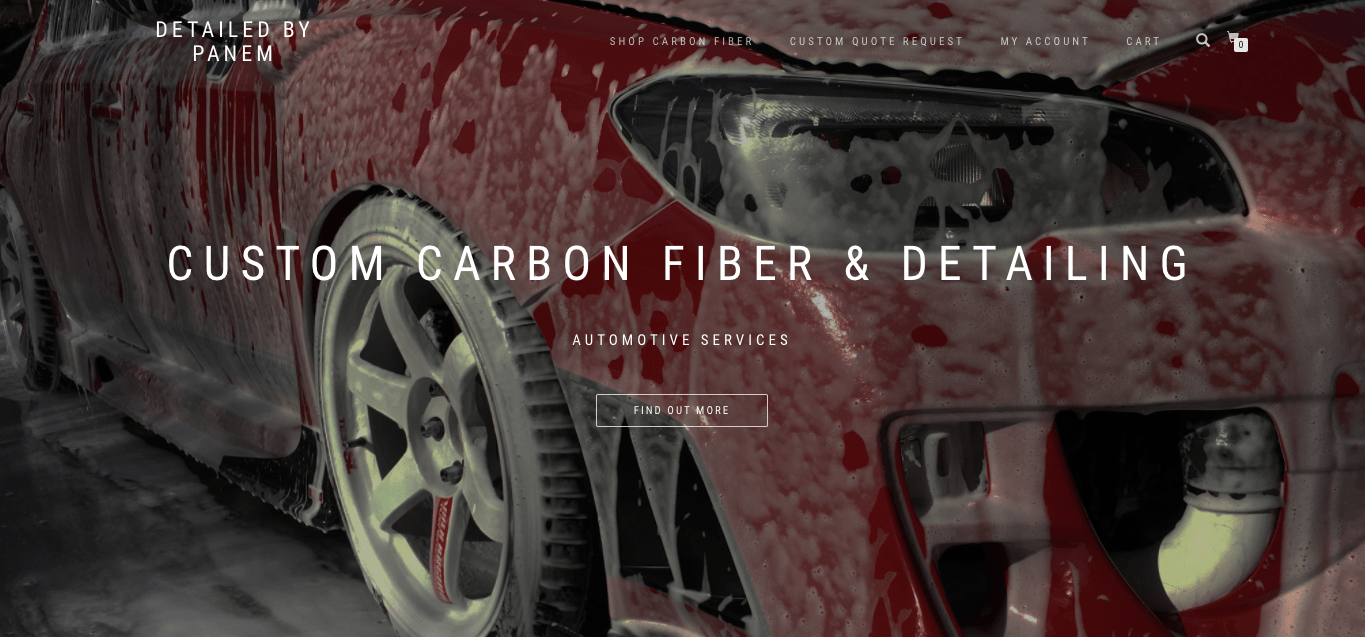 DETAILED BY
PANEM
SHOP CARBON FIBER
CUSTOM QUOTE REQUEST
MY ACCOUNT
CART
0
CUSTOM CARBON FIBER & DETAILING
AUTOMOTIVE SERVICES
FIND OUT MORE